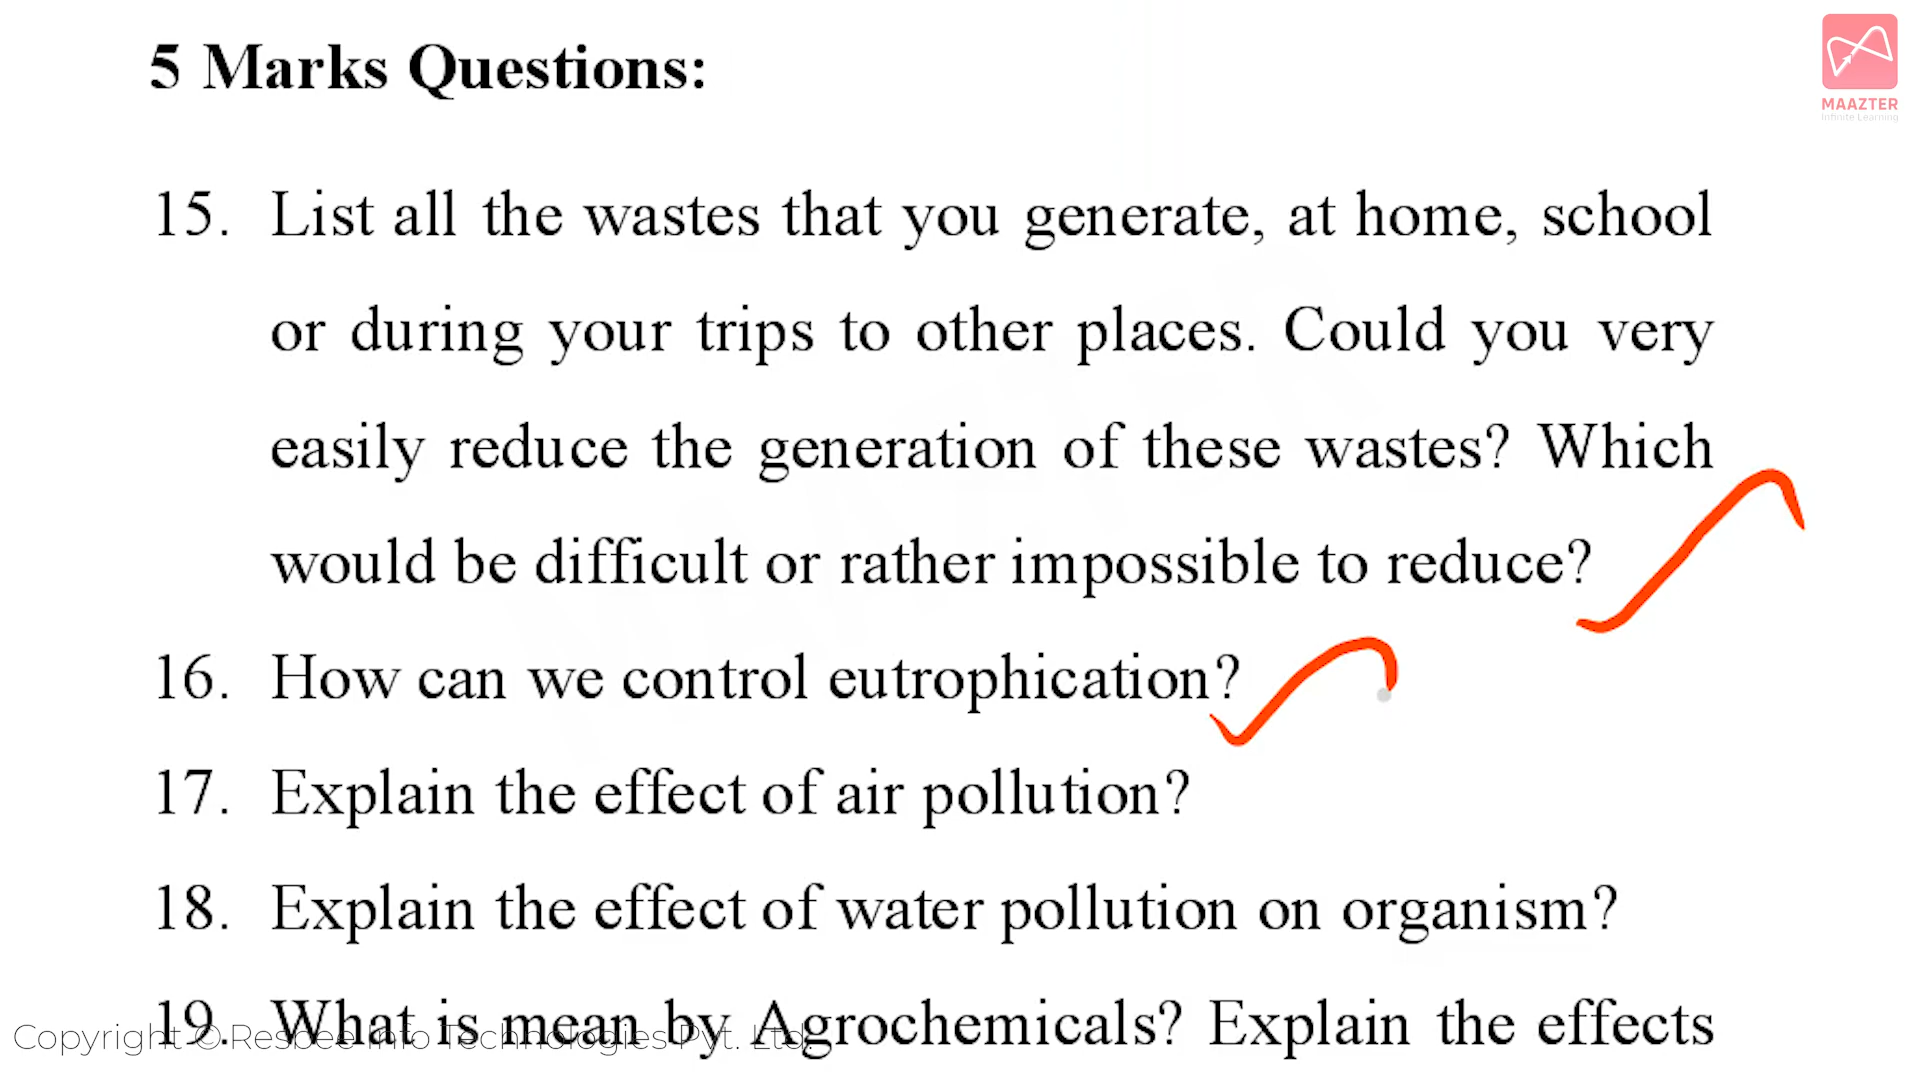 5 Marks Questions:
MAAZTER
Infinite Learning
15. List all the wastes that you generate, at home, school
or during your trips to other places. Could you very
easily reduce the generation of these wastes? Which
would be difficult or rather impossible to reduce?
16. How can we control eutrophication?
17. Explain the effect of air pollution?
18. Explain the effect of water pollution on organism?
19. What is mean by Agrochemicals? Explain the effects
Copyright © Resbee Info Technologies Pvt. Ltd.
MAAZTER